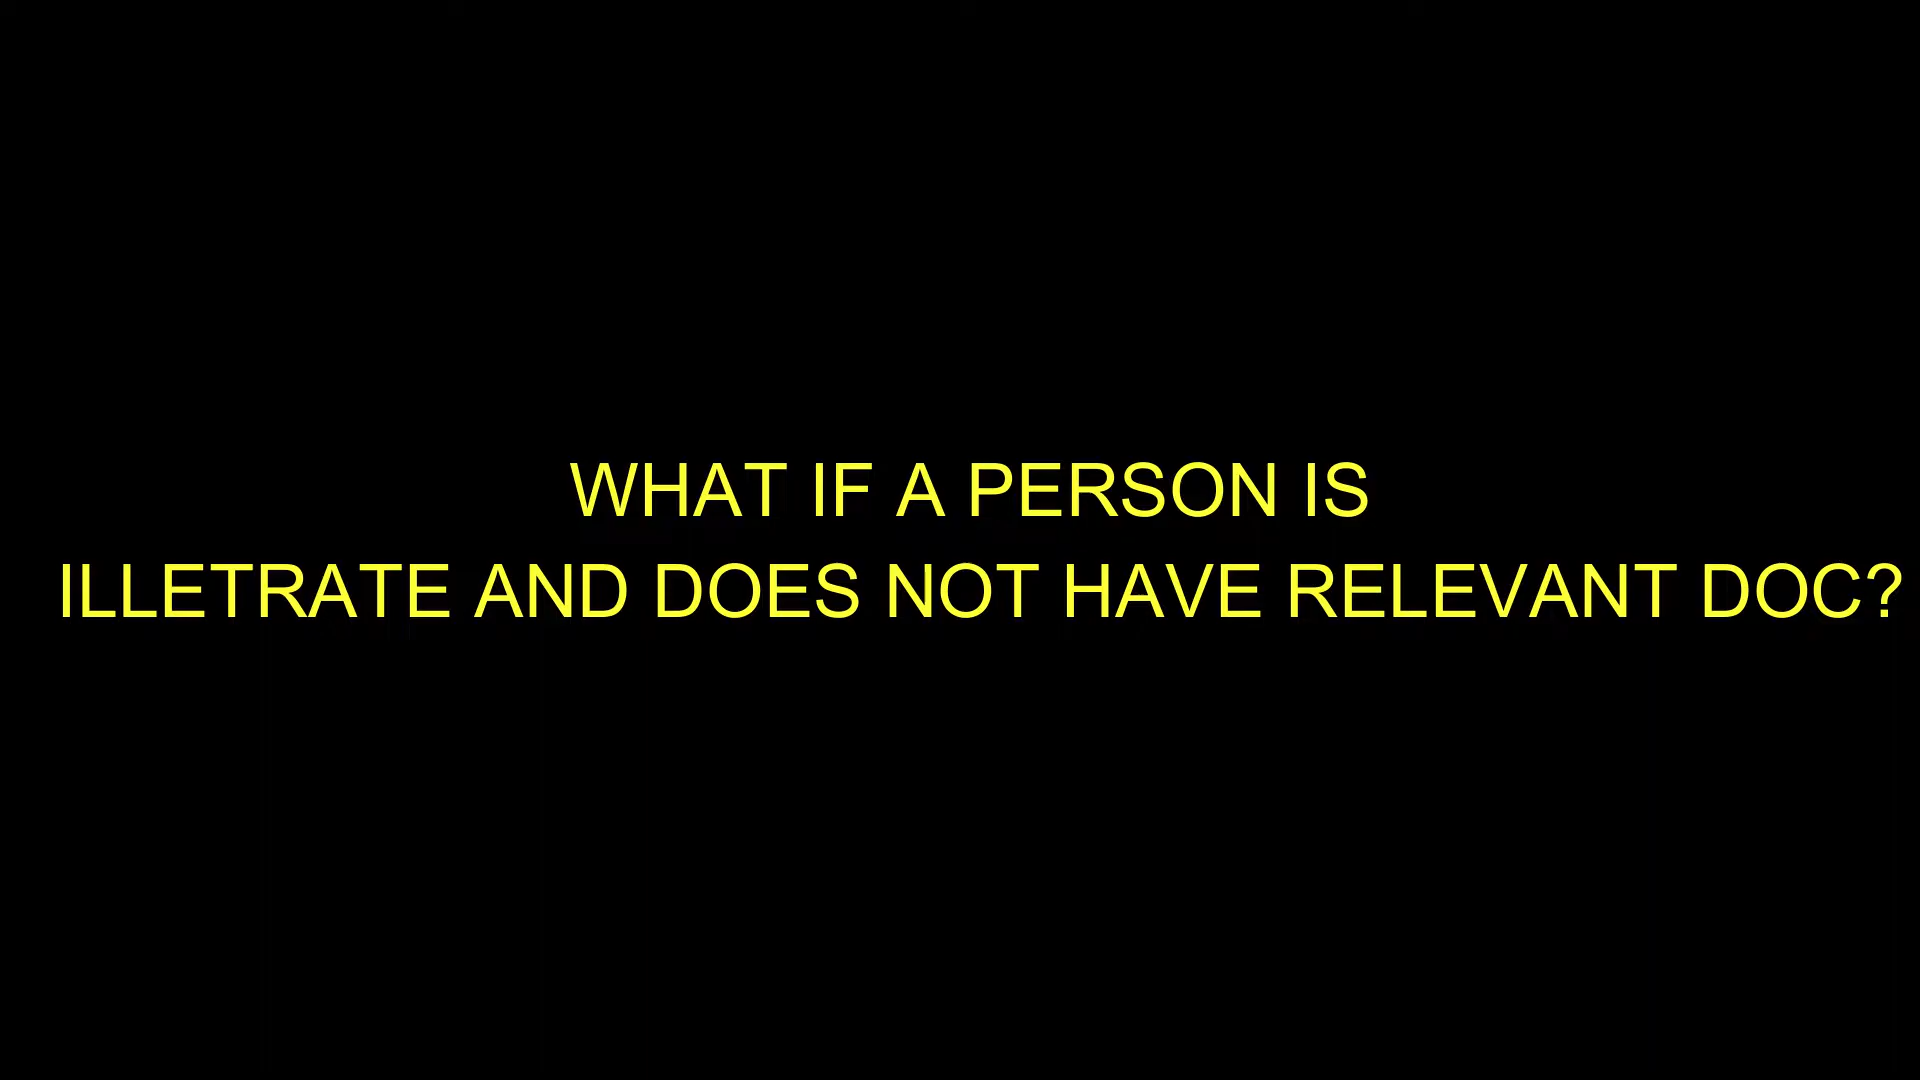 WHAT IF A PERSON IS
ILLETRATE AND DOES NOT HAVE RELEVANT DOC?